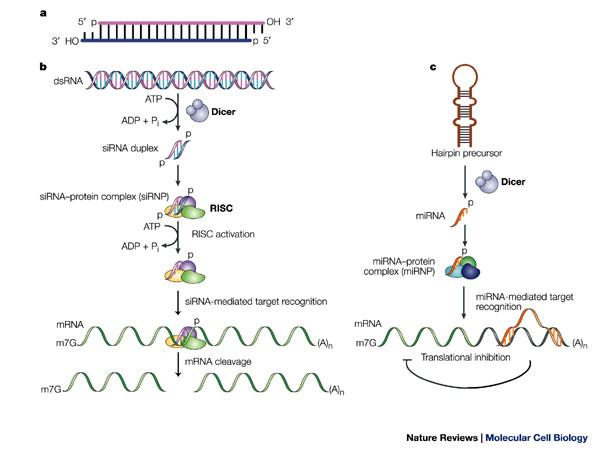 a
5′ p OH 3′
3′ HO p 5′
b
dsRNA
ATP
Dicer
ADP + Pi
p
siRNA duplex
p
p
siRNA–protein complex (siRNP)
RISC
p
ATP
RISC activation
ADP + Pi
p
siRNA-mediated target recognition
mRNA
p
m7G (A)n
mRNA cleavage
m7G (A)n
c
Hairpin precursor
Dicer
p
miRNA
p
miRNA–protein
complex (miRNP)
miRNA-mediated target
recognition
mRNA
m7G (A)n
Translational inhibition
Nature Reviews | Molecular Cell Biology